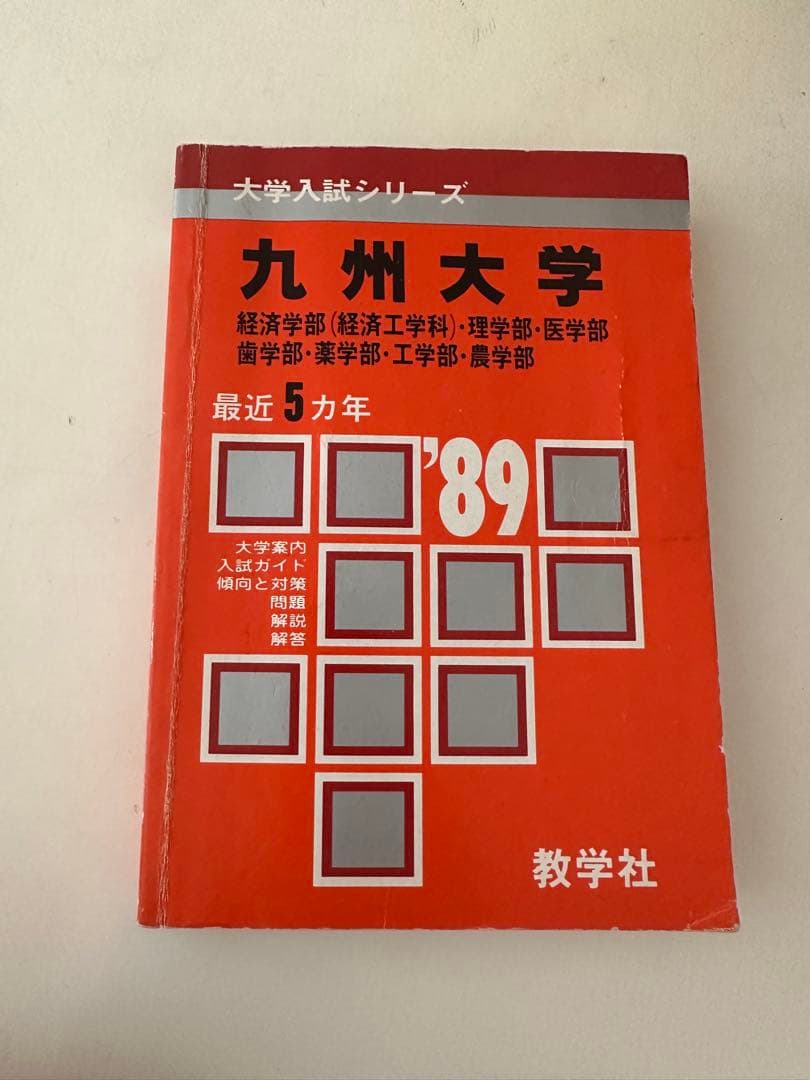 大学入試シリーズ
九州大学
経済学部(経済工学科)・理学部・医学部
歯学部・薬学部・工学部・農学部
最近5カ年
'89
大学案内
入試ガイド
傾向と対策
問題
解説
解答
教学社